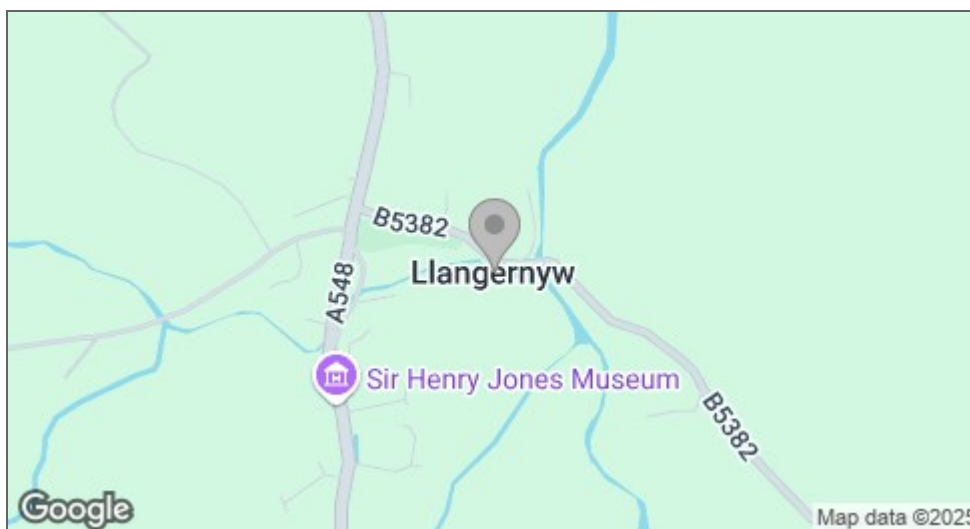 B5382
Llangernyw
A548
Sir Henry Jones Museum
B5382
Google
Map data ©2025